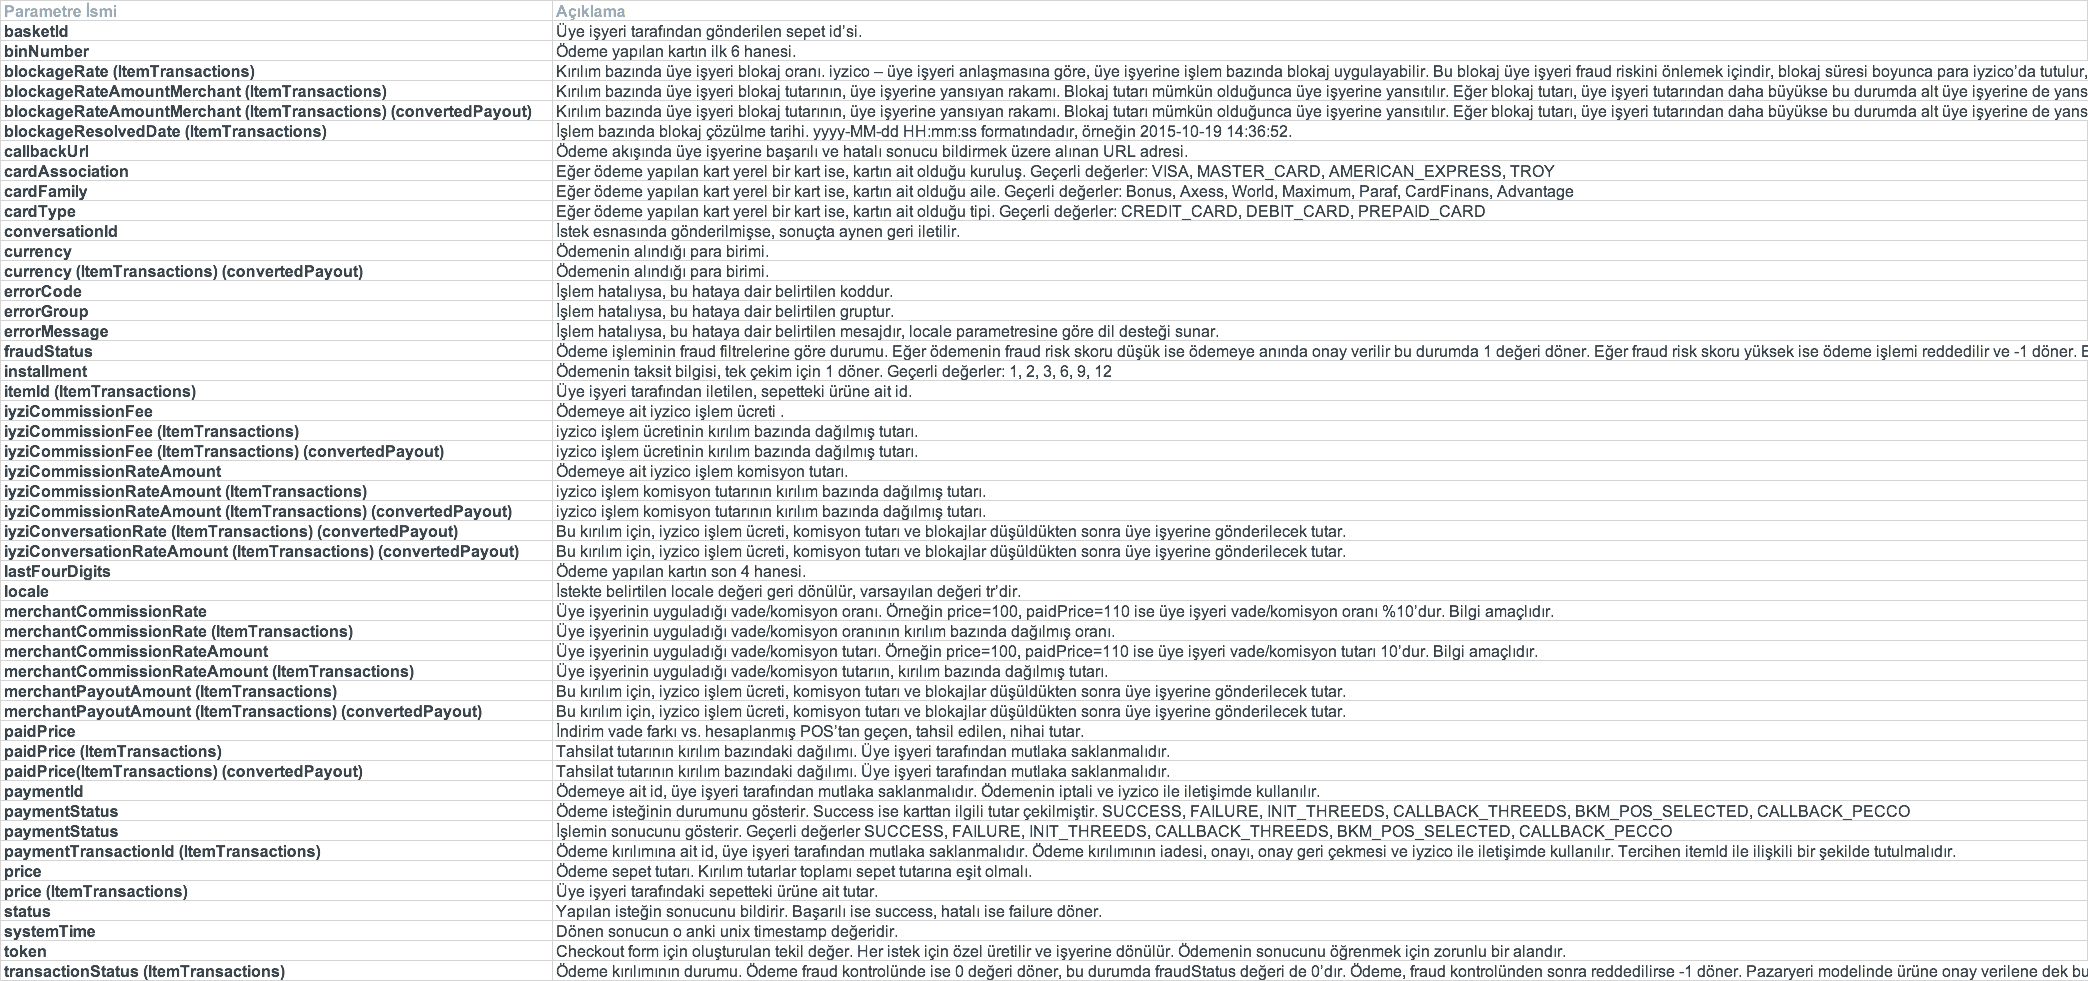 Parametre İsmi	Açıklama
basketId	Üye işyeri tarafından gönderilen sepet id'si.
binNumber	Ödeme yapılan kartın ilk 6 hanesi.
blockageRate (ItemTransactions)	Kırılım bazında üye işyeri blokaj oranı. iyzico – üye işyeri anlaşmasına göre, üye işyerine işlem bazında blokaj uygulayabilir. Bu blokaj üye işyeri fraud riskini önlemek içindir, blokaj süresi boyunca para iyzico'da tutulur,
blockageRateAmountMerchant (ItemTransactions)	Kırılım bazında üye işyeri blokaj tutarının, üye işyerine yansıyan rakamı. Blokaj tutarı mümkün olduğunca üye işyerine yansıtılır. Eğer blokaj tutarı, üye işyeri tutarından daha büyükse bu durumda alt üye işyerine de yans
blockageRateAmountMerchant (ItemTransactions) (convertedPayout)	Kırılım bazında üye işyeri blokaj tutarının, üye işyerine yansıyan rakamı. Blokaj tutarı mümkün olduğunca üye işyerine yansıtılır. Eğer blokaj tutarı, üye işyeri tutarından daha büyükse bu durumda alt üye işyerine de yans
blockageResolvedDate (ItemTransactions)	İşlem bazında blokaj çözülme tarihi. yyyy-MM-dd HH:mm:ss formatındadır, örneğin 2015-10-19 14:36:52.
callbackUrl	Ödeme akışında üye işyerine başarılı ve hatalı sonucu bildirmek üzere alınan URL adresi.
cardAssociation	Eğer ödeme yapılan kart yerel bir kart ise, kartın ait olduğu kuruluş. Geçerli değerler: VISA, MASTER_CARD, AMERICAN_EXPRESS, TROY
cardFamily	Eğer ödeme yapılan kart yerel bir kart ise, kartın ait olduğu aile. Geçerli değerler: Bonus, Axess, World, Maximum, Paraf, CardFinans, Advantage
cardType	Eğer ödeme yapılan kart yerel bir kart ise, kartın ait olduğu tipi. Geçerli değerler: CREDIT_CARD, DEBIT_CARD, PREPAID_CARD
conversationId	İstek esnasında gönderilmişse, sonuçta aynen geri iletilir.
currency	Ödemenin alındığı para birimi.
currency (ItemTransactions) (convertedPayout)	Ödemenin alındığı para birimi.
errorCode	İşlem hatalıysa, bu hataya dair belirtilen koddur.
errorGroup	İşlem hatalıysa, bu hataya dair belirtilen gruptur.
errorMessage	İşlem hatalıysa, bu hataya dair belirtilen mesajdır, locale parametresine göre dil desteği sunar.
fraudStatus	Ödeme işleminin fraud filtrelerine göre durumu. Eğer ödemenin fraud risk skoru düşük ise ödemeye anında onay verilir bu durumda 1 değeri döner. Eğer fraud risk skoru yüksek ise ödeme işlemi reddedilir ve -1 döner. E
installment	Ödemenin taksit bilgisi, tek çekim için 1 döner. Geçerli değerler: 1, 2, 3, 6, 9, 12
itemId (ItemTransactions)	Üye işyeri tarafından iletilen, sepetteki ürüne ait id.
iyziCommissionFee	Ödemeye ait iyzico işlem ücreti .
iyziCommissionFee (ItemTransactions)	iyzico işlem ücretinin kırılım bazında dağılmış tutarı.
iyziCommissionFee (ItemTransactions) (convertedPayout)	iyzico işlem ücretinin kırılım bazında dağılmış tutarı.
iyziCommissionRateAmount	Ödemeye ait iyzico işlem komisyon tutarı.
iyziCommissionRateAmount (ItemTransactions)	iyzico işlem komisyon tutarının kırılım bazında dağılmış tutarı.
iyziCommissionRateAmount (ItemTransactions) (convertedPayout)	iyzico işlem komisyon tutarının kırılım bazında dağılmış tutarı.
iyziConversationRate (ItemTransactions) (convertedPayout)	Bu kırılım için, iyzico işlem ücreti, komisyon tutarı ve blokajlar düşüldükten sonra üye işyerine gönderilecek tutar.
iyziConversationRateAmount (ItemTransactions) (convertedPayout)	Bu kırılım için, iyzico işlem ücreti, komisyon tutarı ve blokajlar düşüldükten sonra üye işyerine gönderilecek tutar.
lastFourDigits	Ödeme yapılan kartın son 4 hanesi.
locale	İstekte belirtilen locale değeri geri dönülür, varsayılan değeri tr'dir.
merchantCommissionRate	Üye işyerinin uyguladığı vade/komisyon oranı. Örneğin price=100, paidPrice=110 ise üye işyeri vade/komisyon oranı %10'dur. Bilgi amaçlıdır.
merchantCommissionRate (ItemTransactions)	Üye işyerinin uyguladığı vade/komisyon oranının kırılım bazında dağılmış oranı.
merchantCommissionRateAmount	Üye işyerinin uyguladığı vade/komisyon tutarı. Örneğin price=100, paidPrice=110 ise üye işyeri vade/komisyon tutarı 10'dur. Bilgi amaçlıdır.
merchantCommissionRateAmount (ItemTransactions)	Üye işyerinin uyguladığı vade/komisyon tutarıın, kırılım bazında dağılmış tutarı.
merchantPayoutAmount (ItemTransactions)	Bu kırılım için, iyzico işlem ücreti, komisyon tutarı ve blokajlar düşüldükten sonra üye işyerine gönderilecek tutar.
merchantPayoutAmount (ItemTransactions) (convertedPayout)	Bu kırılım için, iyzico işlem ücreti, komisyon tutarı ve blokajlar düşüldükten sonra üye işyerine gönderilecek tutar.
paidPrice	İndirim vade farkı vs. hesaplanmış POS'tan geçen, tahsil edilen, nihai tutar.
paidPrice (ItemTransactions)	Tahsilat tutarının kırılım bazındaki dağılımı. Üye işyeri tarafından mutlaka saklanmalıdır.
paidPrice(ItemTransactions) (convertedPayout)	Tahsilat tutarının kırılım bazındaki dağılımı. Üye işyeri tarafından mutlaka saklanmalıdır.
paymentId	Ödemeye ait id, üye işyeri tarafından mutlaka saklanmalıdır. Ödemenin iptali ve iyzico ile iletişimde kullanılır.
paymentStatus	Ödeme isteğinin durumunu gösterir. Success ise karttan ilgili tutar çekilmiştir. SUCCESS, FAILURE, INIT_THREEDS, CALLBACK_THREEDS, BKM_POS_SELECTED, CALLBACK_PECCO
paymentStatus	İşlemin sonucunu gösterir. Geçerli değerler SUCCESS, FAILURE, INIT_THREEDS, CALLBACK_THREEDS, BKM_POS_SELECTED, CALLBACK_PECCO
paymentTransactionId (ItemTransactions)	Ödeme kırılımına ait id, üye işyeri tarafından mutlaka saklanmalıdır. Ödeme kırılımının iadesi, onayı, onay geri çekmesi ve iyzico ile iletişimde kullanılır. Tercihen itemId ile ilişkili bir şekilde tutulmalıdır.
price	Ödeme sepet tutarı. Kırılım tutarlar toplamı sepet tutarına eşit olmalı.
price (ItemTransactions)	Üye işyeri tarafındaki sepetteki ürüne ait tutar.
status	Yapılan isteğin sonucunu bildirir. Başarılı ise success, hatalı ise failure döner.
systemTime	Dönen sonucun o anki unix timestamp değeridir.
token	Checkout form için oluşturulan tekil değer. Her istek için özel üretilir ve işyerine dönülür. Ödemenin sonucunu öğrenmek için zorunlu bir alandır.
transactionStatus (ItemTransactions)	Ödeme kırılımının durumu. Ödeme fraud kontrolünde ise 0 değeri döner, bu durumda fraudStatus değeri de 0'dır. Ödeme, fraud kontrolünden sonra reddedilirse -1 döner. Pazaryeri modelinde ürüne onay verilene dek bu